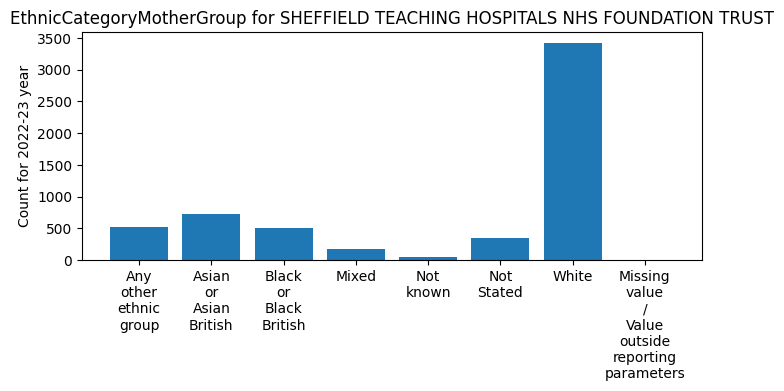 EthnicCategoryMotherGroup for SHEFFIELD TEACHING HOSPITALS NHS FOUNDATION TRUST
Count for 2022-23 year
3500
3000
2500
2000
1500
1000
500
0
Any
other
ethnic
group
Asian
or
Asian
British
Black
or
Black
British
Mixed
Not
known
Not
Stated
White
Missing
value
/
Value
outside
reporting
parameters